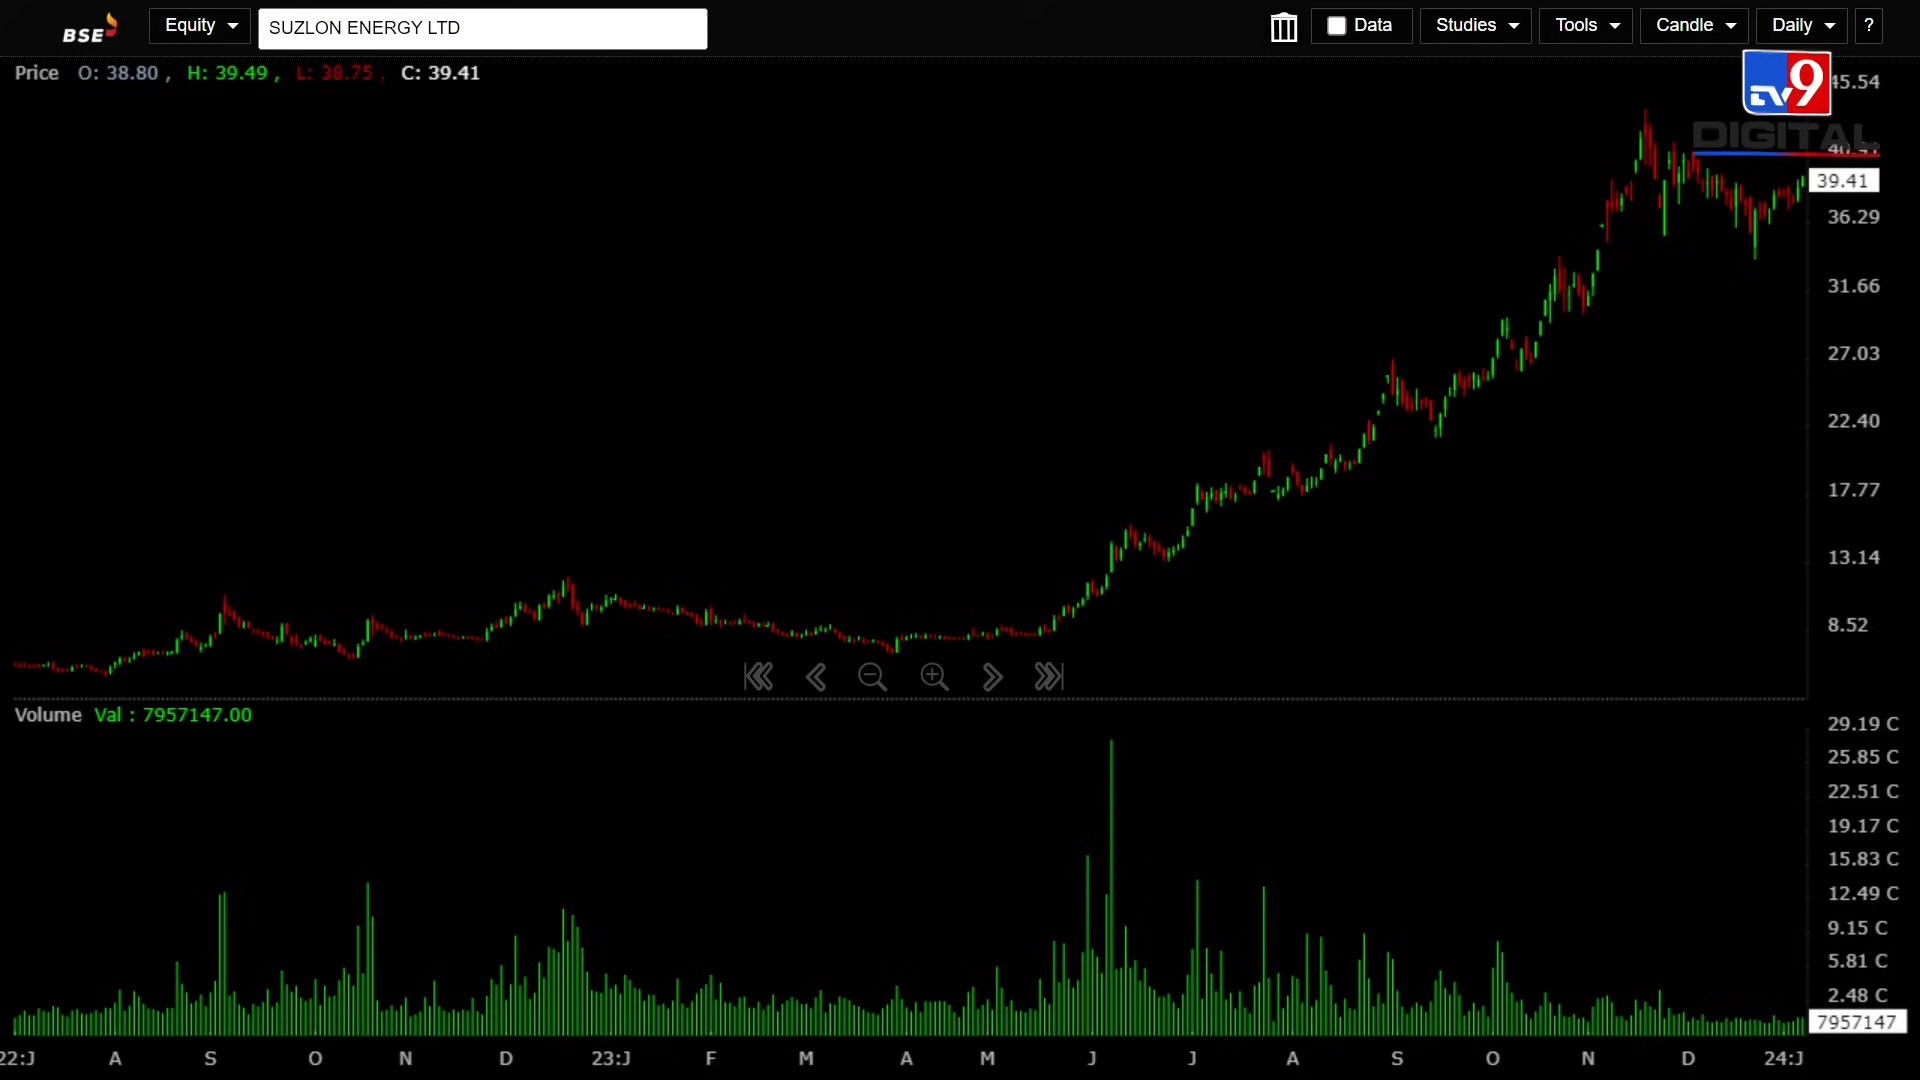 BSE Equity SUZLON ENERGY LTD Data Studies Tools Candle Daily ?
Price O: 38.80 , H: 39.49 , L: 38.75 , C: 39.41
TV9
DIGITAL
45.54
39.41
36.29
31.66
27.03
22.40
17.77
13.14
8.52
Volume Val : 7957147.00
29.19 C
25.85 C
22.51 C
19.17 C
15.83 C
12.49 C
9.15 C
5.81 C
2.48 C
7957147
22:J A S O N D 23:J F M A M J J A S O N D 24:J